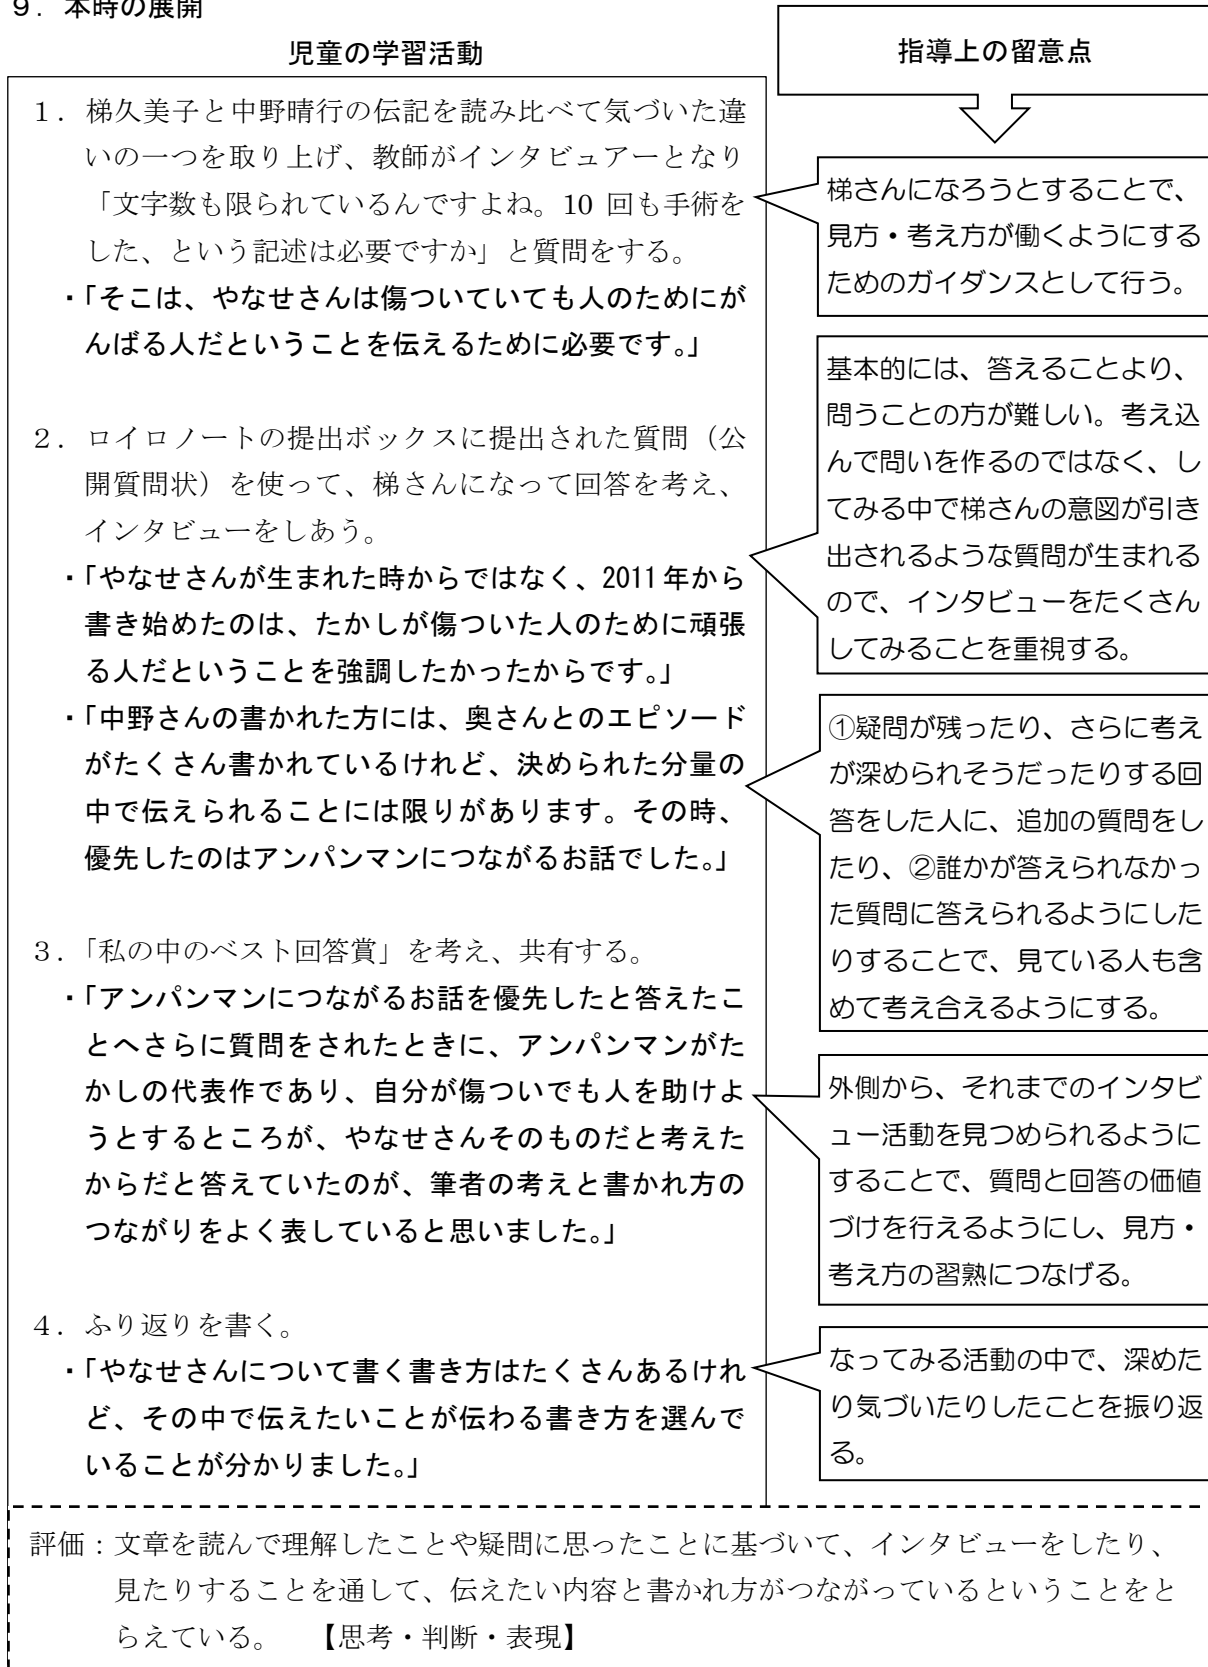 ９．本時の展開
児童の学習活動
１．梯久美子と中野晴行の伝記を読み比べて気づいた違
いの一つを取り上げ、教師がインタビュアーとなり
「文字数も限られているんですよね。10 回も手術を
した、という記述は必要ですか」と質問をする。
・「そこは、やなせさんは傷ついていても人のためにが
んばる人だということを伝えるために必要です。」
２．ロイロノートの提出ボックスに提出された質問（公
開質問状）を使って、梯さんになって回答を考え、
インタビューをしあう。
・「やなせさんが生まれた時からではなく、2011 年から
書き始めたのは、たかしが傷ついた人のために頑張
る人だということを強調したかったからです。」
・「中野さんの書かれた方には、奥さんとのエピソード
がたくさん書かれているけれど、決められた分量の
中で伝えられることには限りがあります。その時、
優先したのはアンパンマンにつながるお話でした。」
３．「私の中のベスト回答賞」を考え、共有する。
・「アンパンマンにつながるお話を優先したと答えたこ
とへさらに質問をされたときに、アンパンマンがた
かしの代表作であり、自分が傷ついでも人を助けよ
うとするところが、やなせさんそのものだと考えた
からだと答えていたのが、筆者の考えと書かれ方の
つながりをよく表していると思いました。」
４．ふり返りを書く。
・「やなせさんについて書く書き方はたくさんあるけれ
ど、その中で伝えたいことが伝わる書き方を選んで
いることが分かりました。」
指導上の留意点
梯さんになろうとすることで、
見方・考え方が働くようにする
ためのガイダンスとして行う。
基本的には、答えることより、
問うことの方が難しい。考え込
んで問いを作るのではなく、し
てみる中で梯さんの意図が引き
出されるような質問が生まれる
ので、インタビューをたくさん
してみることを重視する。
①疑問が残ったり、さらに考え
が深められそうだったりする回
答をした人に、追加の質問をし
たり、②誰かが答えられなかっ
た質問に答えられるようにした
りすることで、見ている人も含
めて考え合えるようにする。
外側から、それまでのインタビ
ュー活動を見つめられるように
することで、質問と回答の価値
づけを行えるようにし、見方・
考え方の習熟につなげる。
なってみる活動の中で、深めた
り気づいたりしたことを振り返
る。
評価：文章を読んで理解したことや疑問に思ったことに基づいて、インタビューをしたり、
見たりすることを通して、伝えたい内容と書かれ方がつながっているということをと
らえている。　【思考・判断・表現】